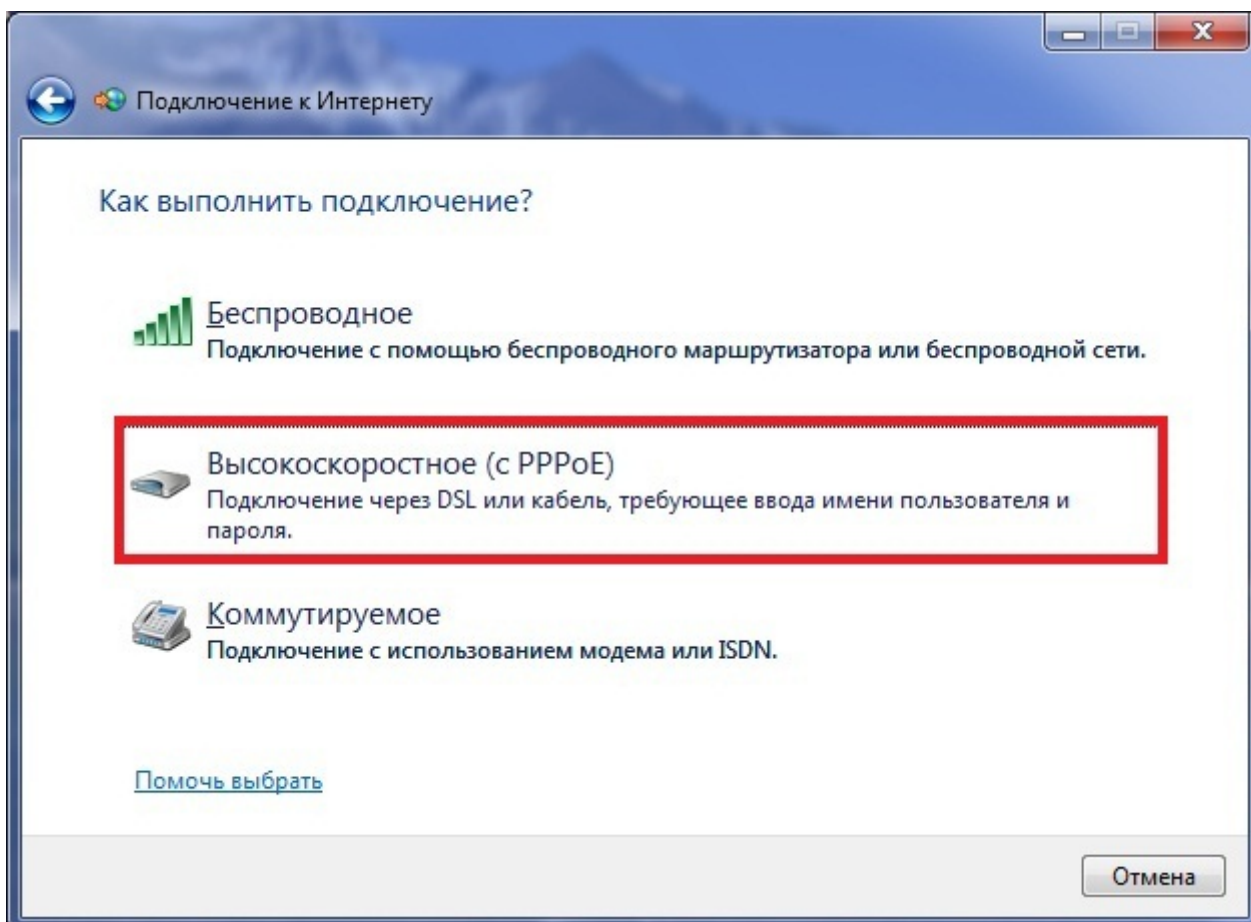 Подключение к Интернету
Как выполнить подключение?
Беспроводное
Подключение с помощью беспроводного маршрутизатора или беспроводной сети.
Высокоскоростное (с PPPoE)
Подключение через DSL или кабель, требующее ввода имени пользователя и
пароля.
Коммутируемое
Подключение с использованием модема или ISDN.
Помочь выбрать
Отмена